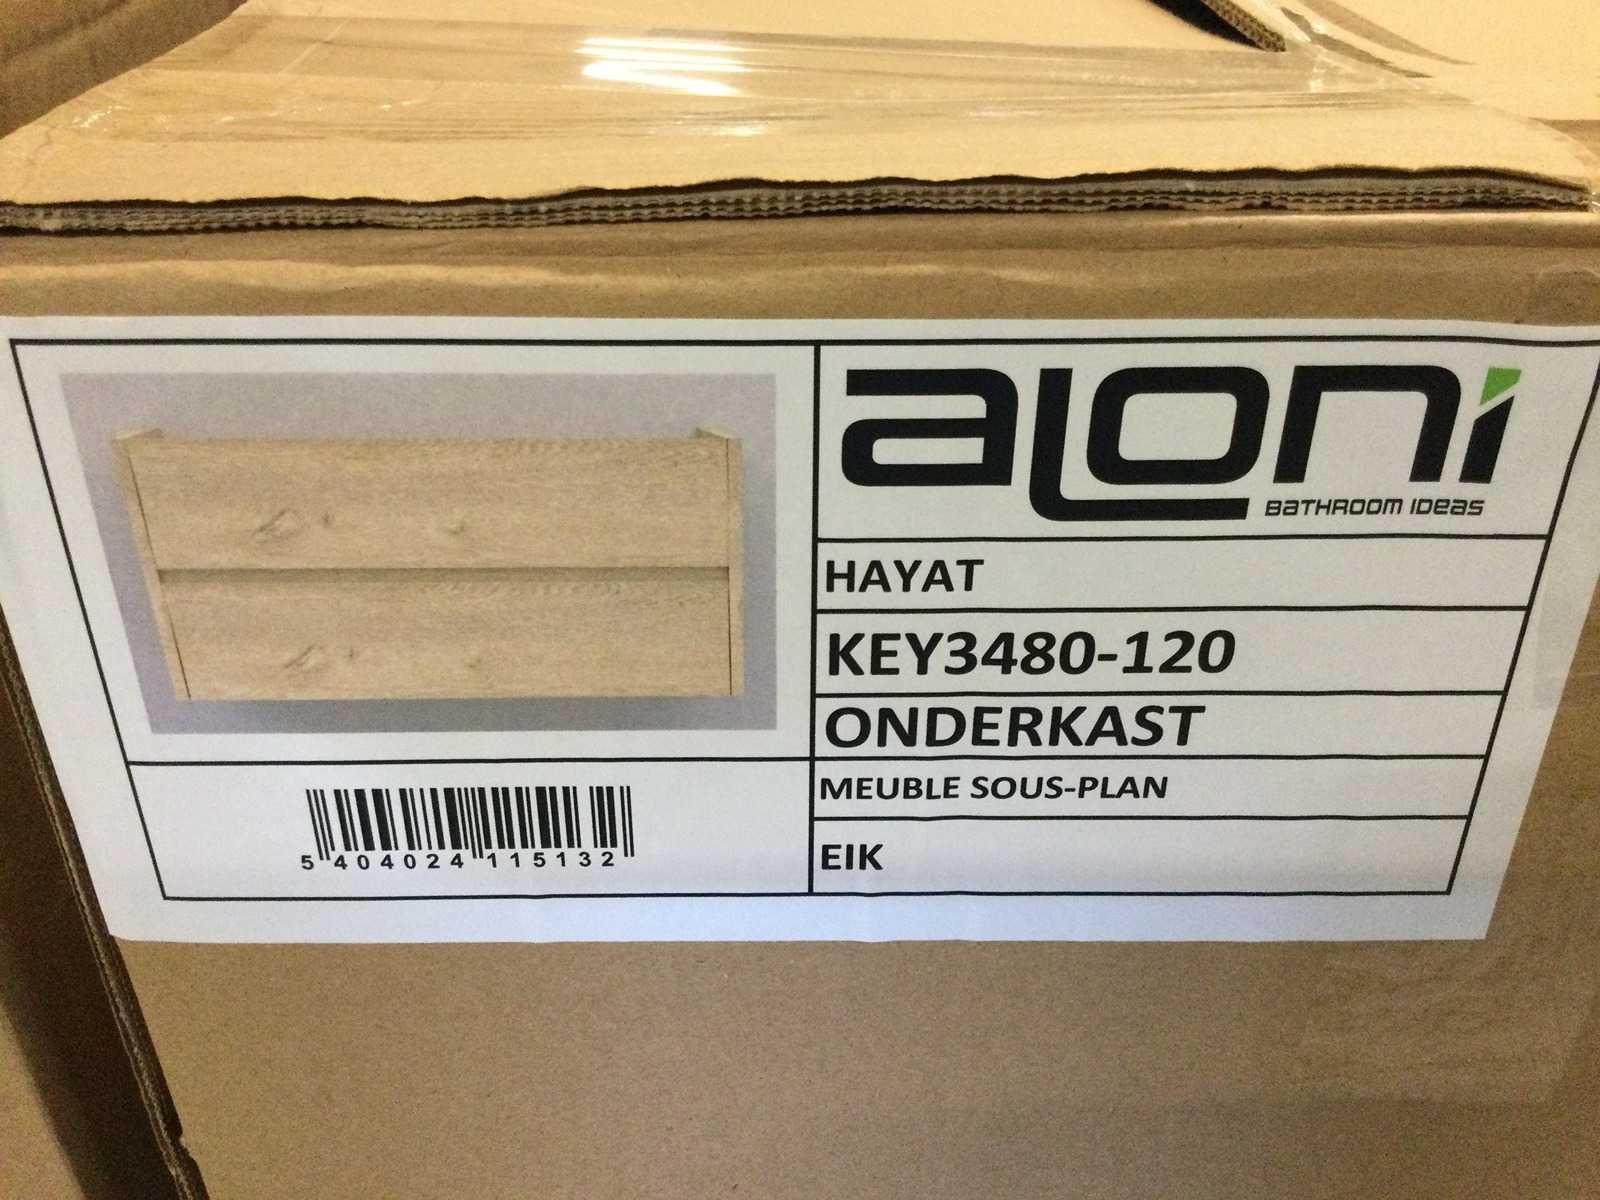 aloni
BATHROOM IDEAS
HAYAT
KEY3480-120
ONDERKAST
MEUBLE SOUS-PLAN
EIK
5 404024 115132